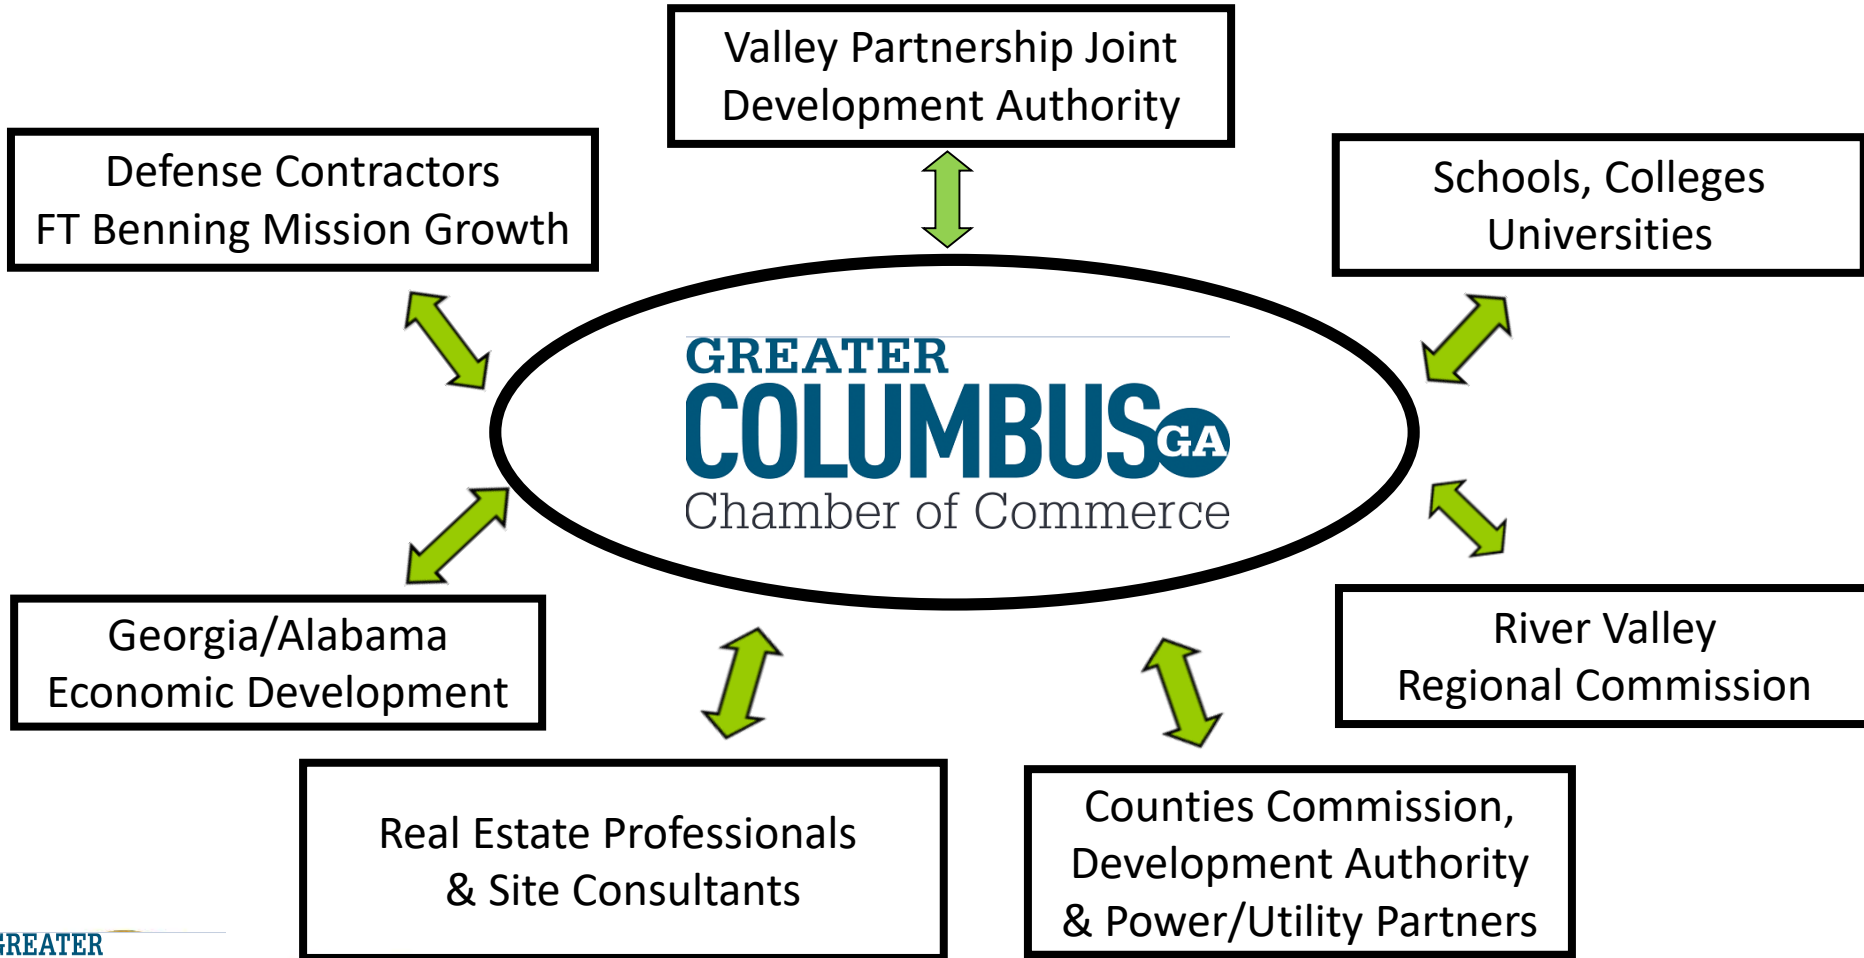 Valley Partnership Joint
Development Authority
Defense Contractors
FT Benning Mission Growth
Schools, Colleges
Universities
GREATER
COLUMBUS GA
Chamber of Commerce
Georgia/Alabama
Economic Development
River Valley
Regional Commission
Real Estate Professionals
& Site Consultants
Counties Commission,
Development Authority
& Power/Utility Partners
GREATER